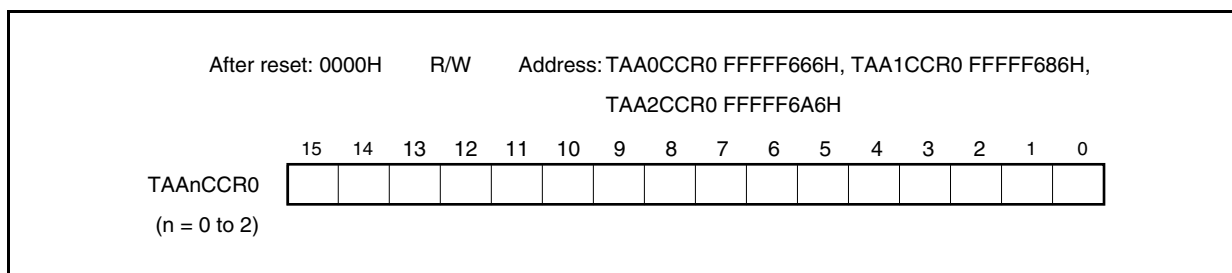 After reset: 0000H R/W Address: TAA0CCR0 FFFFF666H, TAA1CCR0 FFFFF686H,
TAA2CCR0 FFFFF6A6H
15 14 13 12 11 10 9 8 7 6 5 4 3 2 1 0
TAAnCCR0
(n = 0 to 2)